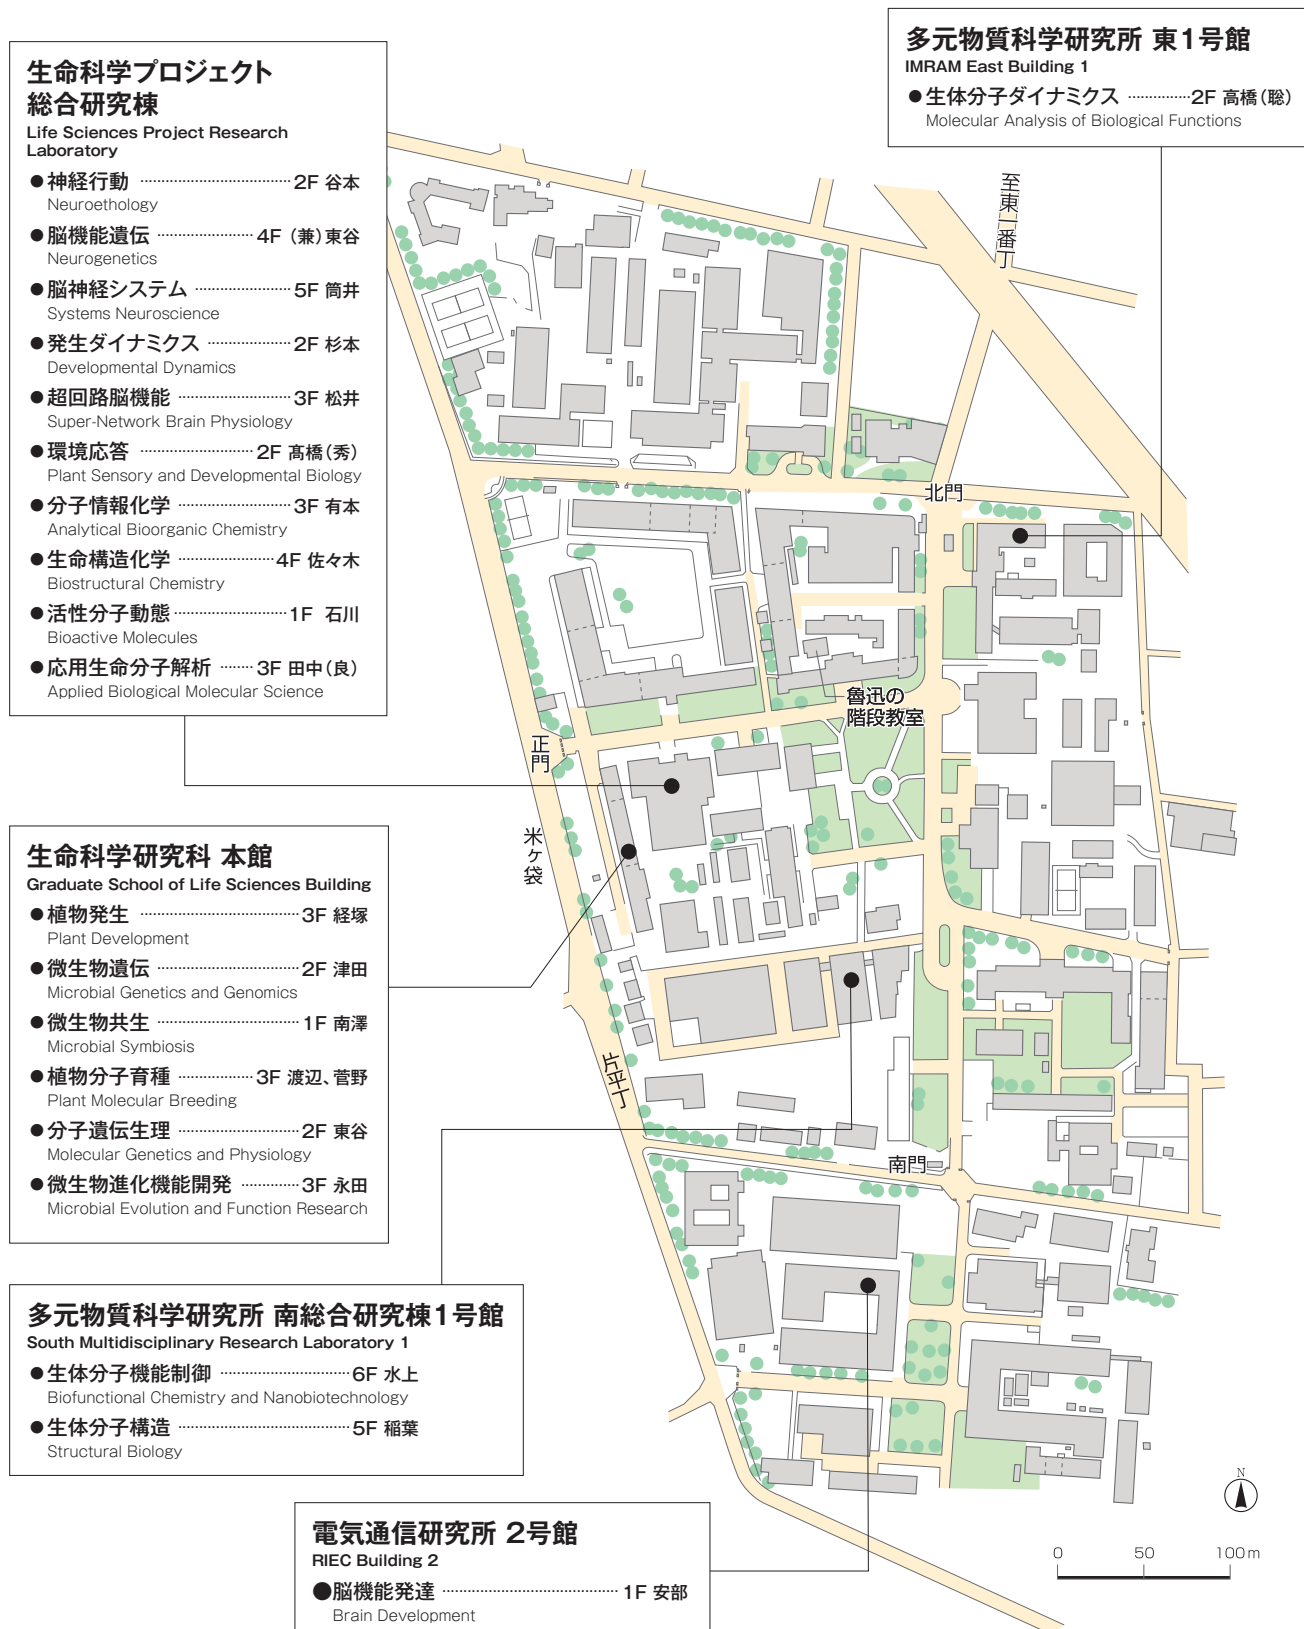 生命科学プロジェクト
総合研究棟
Life Sciences Project Research
Laboratory
●神経行動 ……………………………… 2F 谷本
Neuroethology
●脳機能遺伝 …………………… 4F (兼)東谷
Neurogenetics
●脳神経システム …………………… 5F 筒井
Systems Neuroscience
●発生ダイナミクス ………………… 2F 杉本
Developmental Dynamics
●超回路脳機能 ……………………… 3F 松井
Super-Network Brain Physiology
●環境応答 ………………………… 2F 髙橋(秀)
Plant Sensory and Developmental Biology
●分子情報化学 ……………………… 3F 有本
Analytical Bioorganic Chemistry
●生命構造化学 …………………… 4F 佐々木
Biostructural Chemistry
●活性分子動態 ……………………… 1F 石川
Bioactive Molecules
●応用生命分子解析 ……… 3F 田中(良)
Applied Biological Molecular Science
多元物質科学研究所 東1号館
IMRAM East Building 1
●生体分子ダイナミクス ……………2F 高橋(聡)
Molecular Analysis of Biological Functions
至東一番丁
北門
魯迅の
階段教室
正門
米ヶ袋
片平丁
南門
生命科学研究科 本館
Graduate School of Life Sciences Building
●植物発生 ………………………………… 3F 経塚
Plant Development
●微生物遺伝 …………………………… 2F 津田
Microbial Genetics and Genomics
●微生物共生 …………………………… 1F 南澤
Microbial Symbiosis
●植物分子育種 ……………… 3F 渡辺、菅野
Plant Molecular Breeding
●分子遺伝生理 ………………………… 2F 東谷
Molecular Genetics and Physiology
●微生物進化機能開発 ………… 3F 永田
Microbial Evolution and Function Research
多元物質科学研究所 南総合研究棟1号館
South Multidisciplinary Research Laboratory 1
●生体分子機能制御 …………………………6F 水上
Biofunctional Chemistry and Nanobiotechnology
●生体分子構造 …………………………………5F 稲葉
Structural Biology
電気通信研究所 2号館
RIEC Building 2
●脳機能発達 …………………………………… 1F 安部
Brain Development
N
0 50 100m